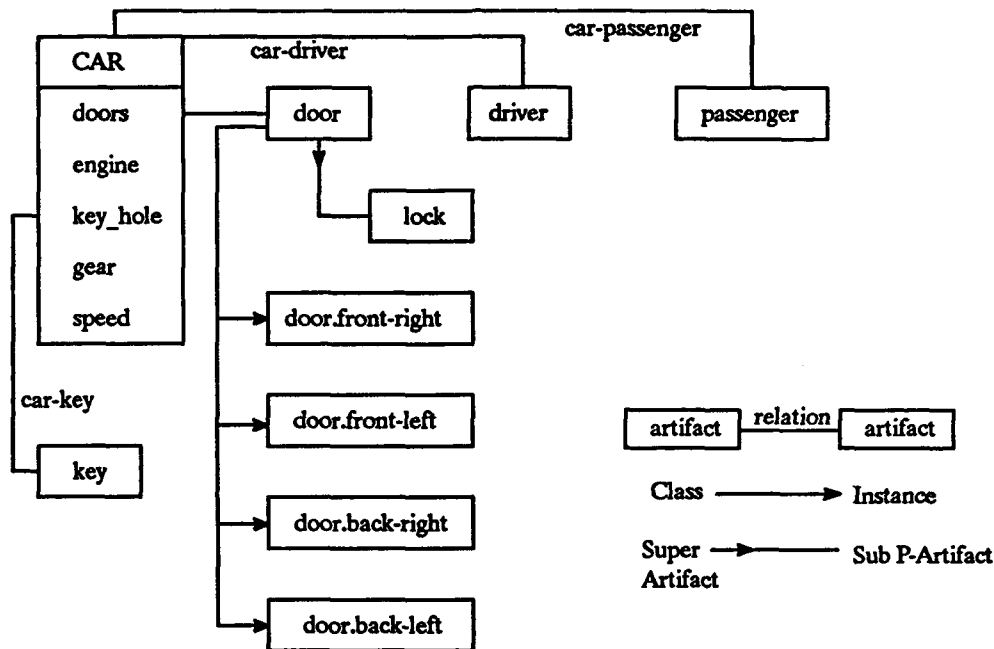 car-passenger
CAR
car-driver
doors
door
driver
passenger
engine
key_hole
lock
gear
speed
door.front-right
car-key
door.front-left
artifact
relation
artifact
key
Class
Instance
door.back-right
Super
Artifact
Sub P-Artifact
door.back-left